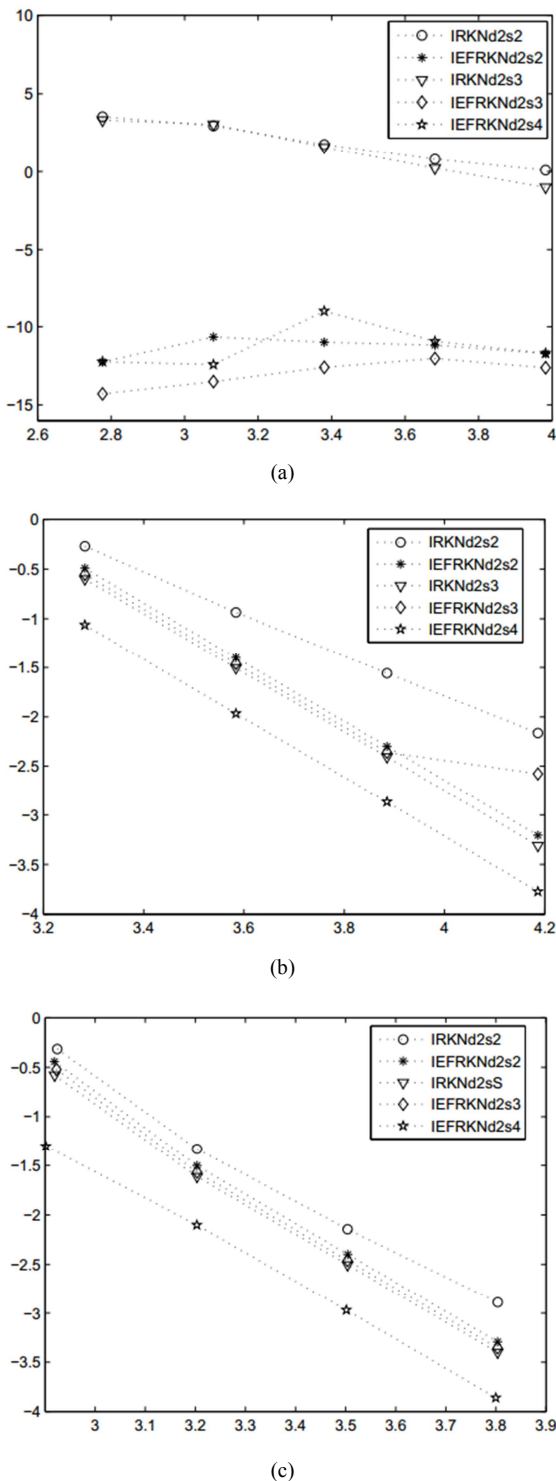 10
5
0
−5
−10
−15
IRKNd2s2
IEFRKNd2s2
IRKNd2s3
IEFRKNd2s3
IEFRKNd2s4
2.6 2.8 3 3.2 3.4 3.6 3.8 4
(a)
0
−0.5
−1
−1.5
−2
−2.5
−3
−3.5
−4
IRKNd2s2
IEFRKNd2s2
IRKNd2s3
IEFRKNd2s3
IEFRKNd2s4
3.2 3.4 3.6 3.8 4 4.2
(b)
0
−0.5
−1
−1.5
−2
−2.5
−3
−3.5
−4
IRKNd2s2
IEFRKNd2s2
IRKNd2sS
IEFRKNd2s3
IEFRKNd2s4
3 3.1 3.2 3.3 3.4 3.5 3.6 3.7 3.8 3.9
(c)